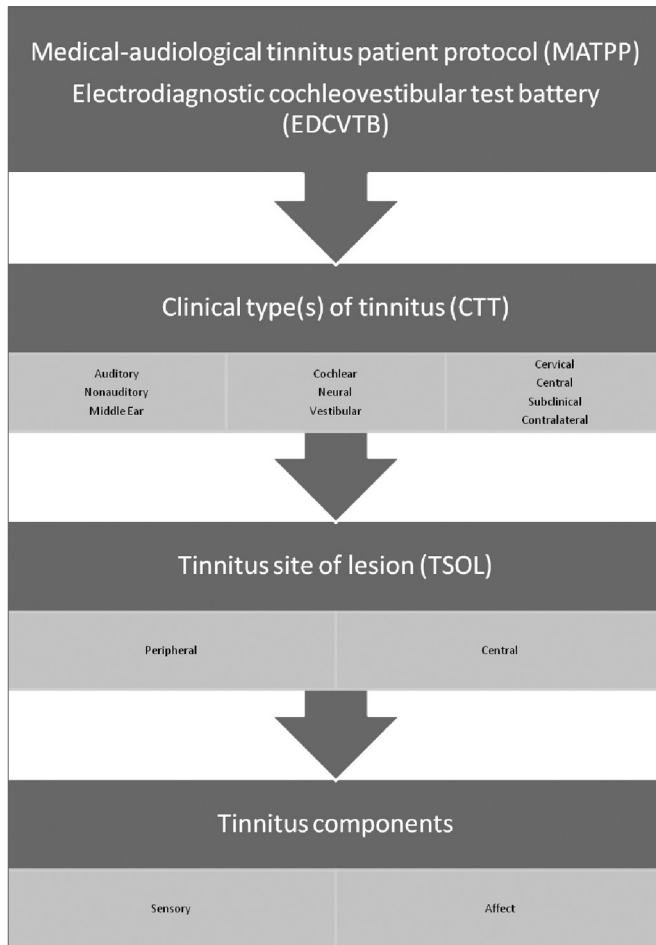 Medical-audiological tinnitus patient protocol (MATPP)
Electrodiagnostic cochleovestibular test battery
(EDCVTB)
Clinical type(s) of tinnitus (CTT)
Auditory
Nonauditory
Middle Ear
Cochlear
Neural
Vestibular
Cervical
Central
Subclinical
Contralateral
Tinnitus site of lesion (TSOL)
Peripheral
Central
Tinnitus components
Sensory
Affect